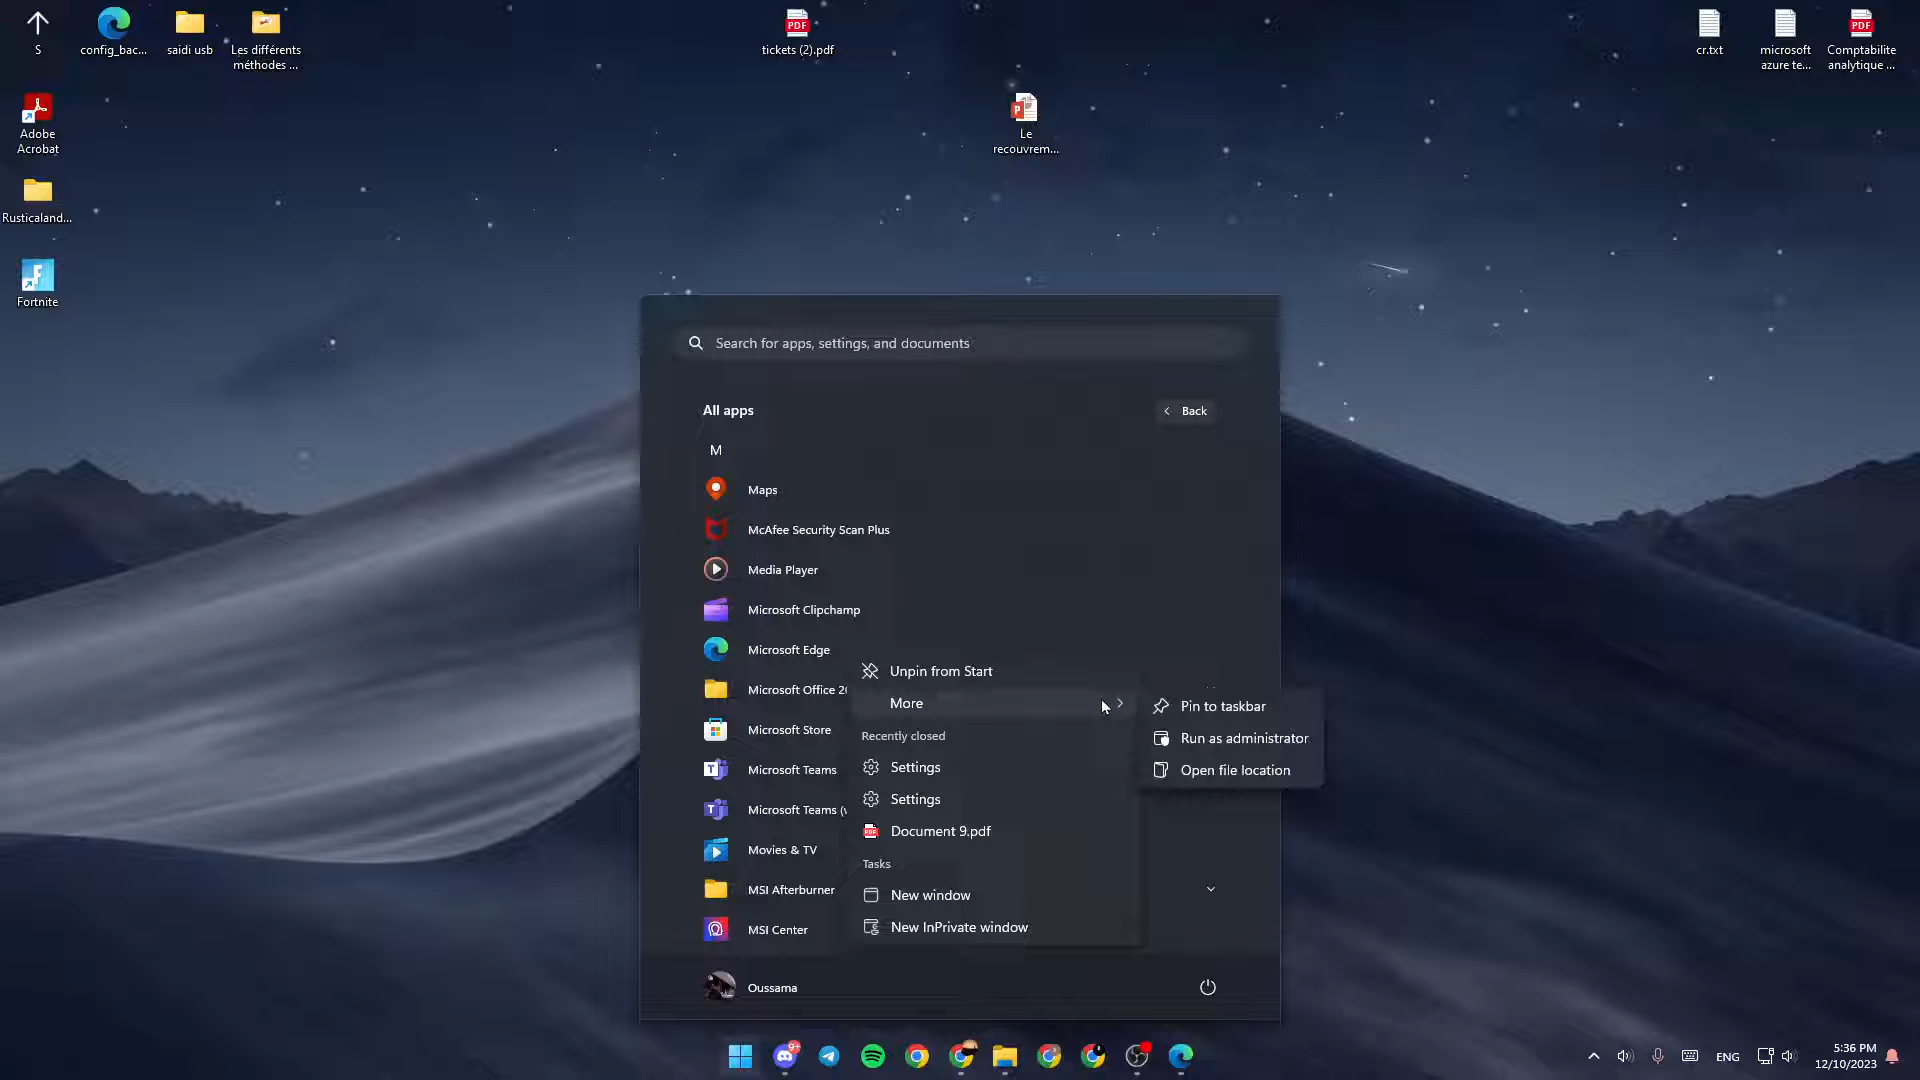 S
config_bac...
saidi usb
Les différents
méthodes ...
tickets (2).pdf
cr.txt
microsoft
azure te...
Comptabilite
analytique ...
Adobe
Acrobat
Le
recouvrem...
Rusticaland...
Fortnite
Search for apps, settings, and documents
All apps
Back
M
Maps
McAfee Security Scan Plus
Media Player
Microsoft Clipchamp
Microsoft Edge
Microsoft Office 20
Microsoft Store
Microsoft Teams
Microsoft Teams (
Movies & TV
MSI Afterburner
MSI Center
Unpin from Start
More
Recently closed
Settings
Settings
Document 9.pdf
Tasks
New window
New InPrivate window
Pin to taskbar
Run as administrator
Open file location
Oussama
9+
ENG
5:36 PM
12/10/2023